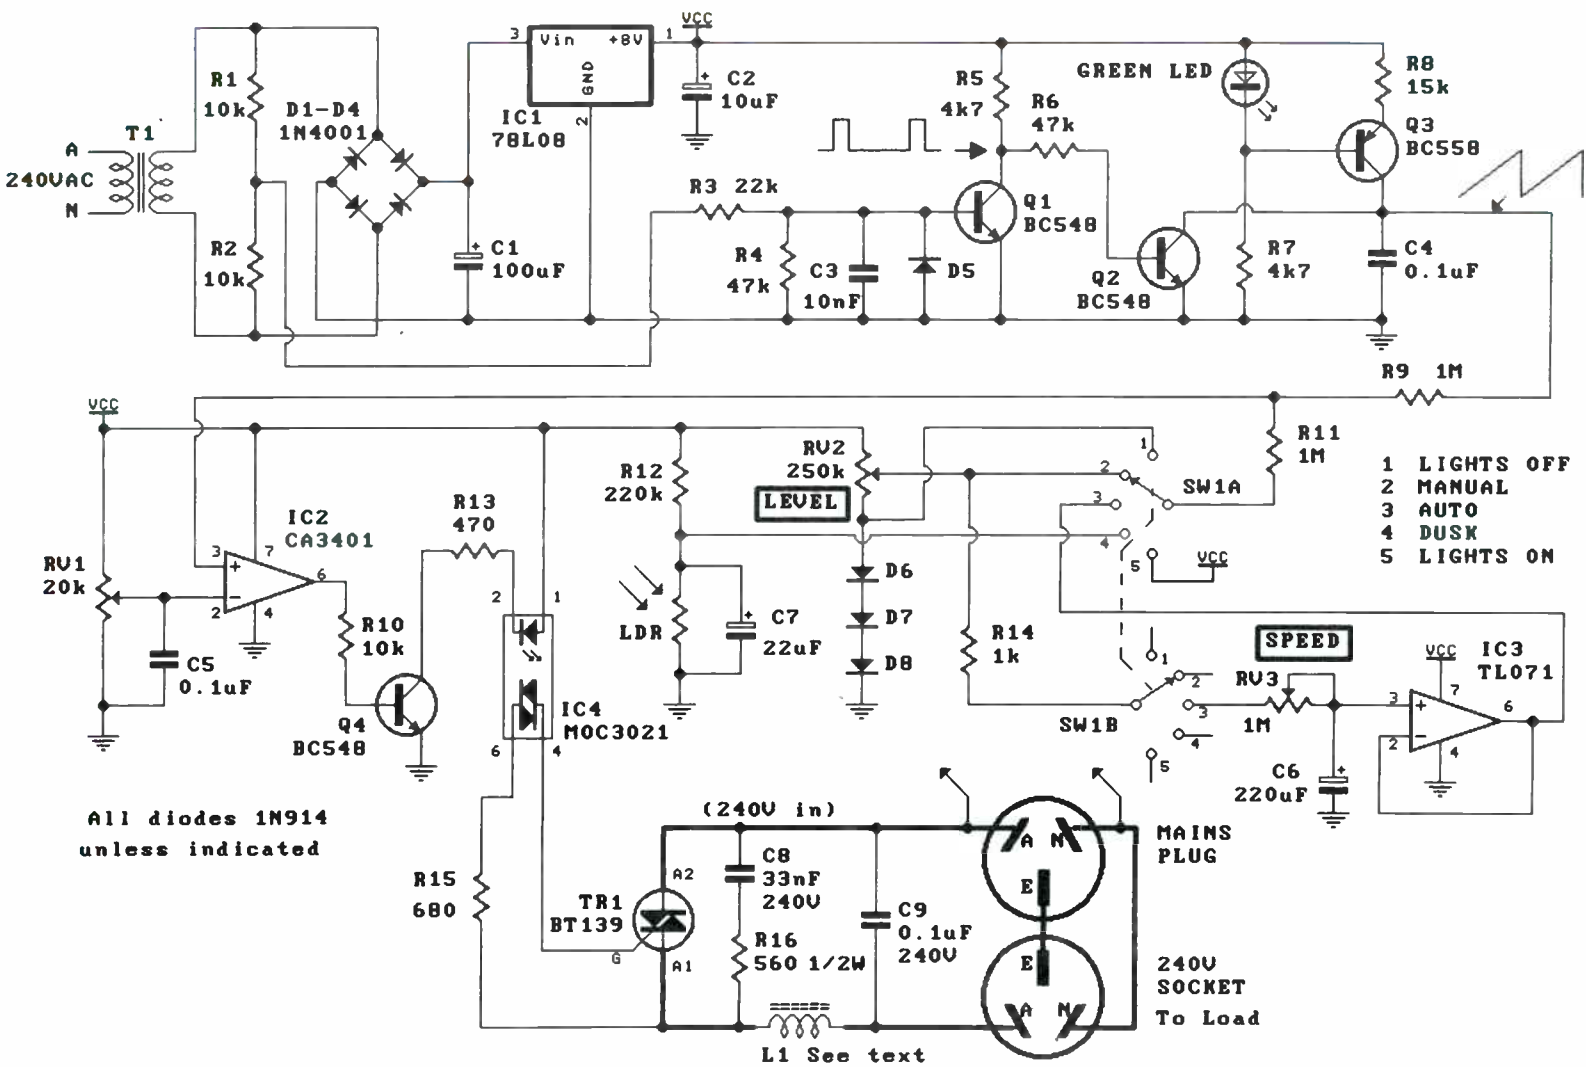 VCC
3
Vin
+8V
1
GND
2
IC1
78L08
C2
10uF
R1
10k
D1-D4
1N4001
T1
A
240VAC
N
R2
10k
C1
100uF
R3 22k
R4
47k
C3
10nF
D5
R5
4k7
R6
47k
Q1
BC548
Q2
BC548
GREEN LED
R7
4k7
R8
15k
Q3
BC558
C4
0.1uF
R9 1M
VCC
RV1
20k
C5
0.1uF
IC2
CA3401
3
+
7
6
2
-
4
R10
10k
Q4
BC548
R13
470
2
1
6
4
IC4
MOC3021
R12
220k
LDR
C7
22uF
RV2
250k
LEVEL
D6
D7
D8
1
2
3
4
5
SW1A
VCC
R11
1M
1 LIGHTS OFF
2 MANUAL
3 AUTO
4 DUSK
5 LIGHTS ON
R14
1k
SW1B
1
2
3
4
5
SPEED
RV3
1M
C6
220uF
VCC
IC3
TL071
3
+
7
6
2
-
4
All diodes 1N914
unless indicated
R15
680
(240V in)
TR1
BT139
A2
A1
G
C8
33nF
240V
R16
560 1/2W
C9
0.1uF
240V
L1 See text
A
N
E
MAINS
PLUG
E
A
N
240V
SOCKET
To Load